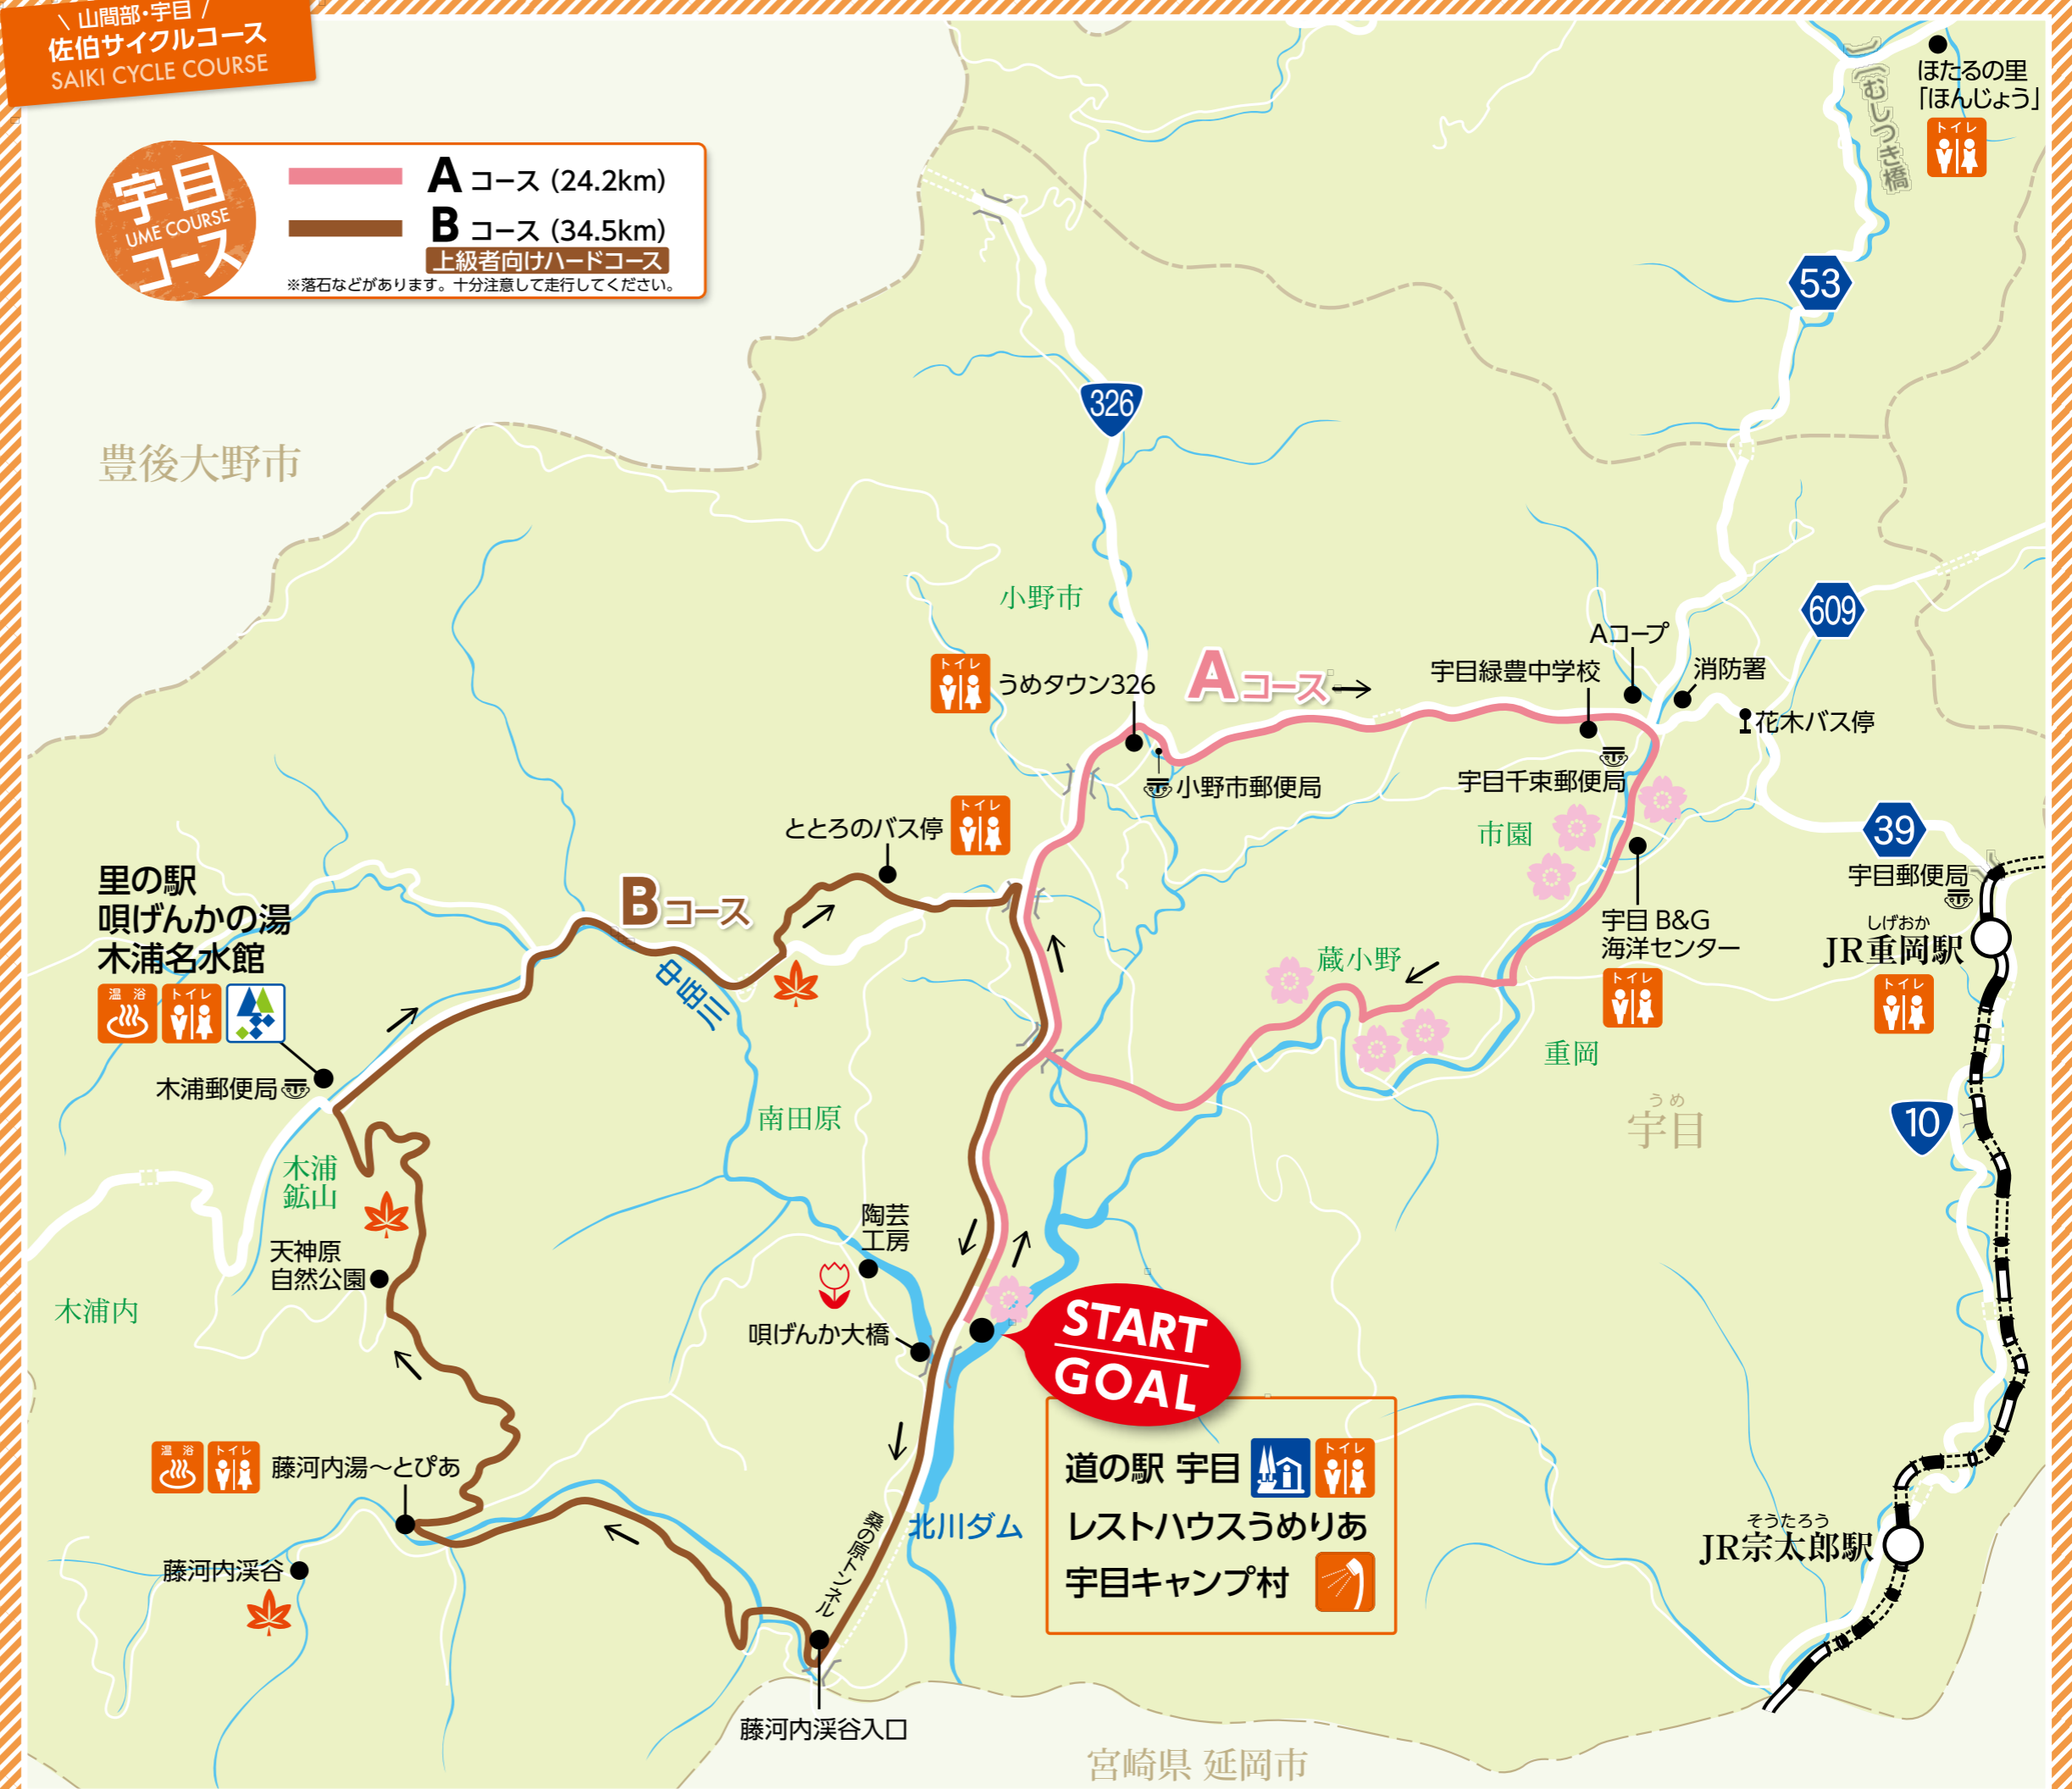 山間部・宇目
佐伯サイクルコース
SAIKI CYCLE COURSE
宇目
UME COURSE
コース
A コース (24.2km)
B コース (34.5km)
上級者向けハードコース
※落石などがあります。十分注意して走行してください。
ほたるの里
「ほんじょう」
トイレ
むしつき橋
53
豊後大野市
326
小野市
609
Aコープ
トイレ
うめタウン326
Aコース
宇目緑豊中学校
消防署
花木バス停
小野市郵便局
宇目千束郵便局
市園
39
宇目郵便局
しげおか
JR重岡駅
トイレ
ととろのバス停
トイレ
里の駅
唄げんかの湯
木浦名水館
温浴
トイレ
Bコース
中岳川
宇目 B&G
海洋センター
トイレ
蔵小野
重岡
木浦郵便局
南田原
うめ
宇目
10
木浦
鉱山
陶芸
工房
天神原
自然公園
木浦内
唄げんか大橋
START
GOAL
道の駅 宇目
トイレ
レストハウスうめりあ
宇目キャンプ村
温浴
トイレ
藤河内湯〜とぴあ
桑の原トンネル
北川ダム
そうたろう
JR宗太郎駅
藤河内渓谷
藤河内渓谷入口
宮崎県 延岡市